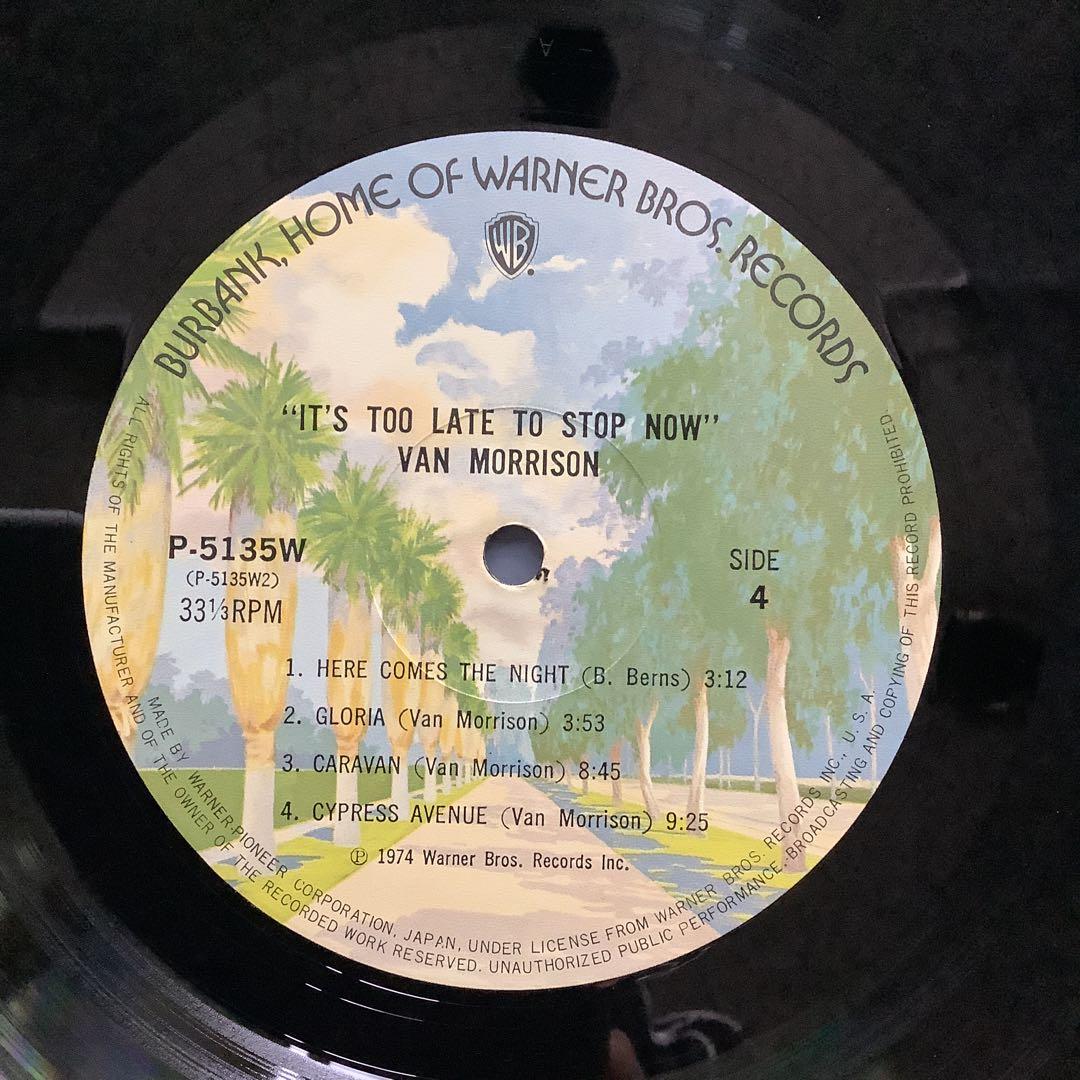 BURBANK, HOME OF WARNER BROS. RECORDS
WB
"IT'S TOO LATE TO STOP NOW"
VAN MORRISON
P-5135W
(P-5135W2)
33⅓RPM
SIDE
4
1. HERE COMES THE NIGHT (B. Berns) 3:12
2. GLORIA (Van Morrison) 3:53
3. CARAVAN (Van Morrison) 8:45
4. CYPRESS AVENUE (Van Morrison) 9:25
Ⓟ 1974 Warner Bros. Records Inc.
MADE BY WARNER-PIONEER CORPORATION, JAPAN, UNDER LICENSE FROM WARNER BROS. RECORDS, INC., U.S.A.
ALL RIGHTS OF THE MANUFACTURER AND OF THE OWNER OF THE RECORDED WORK RESERVED. UNAUTHORIZED PUBLIC PERFORMANCE, BROADCASTING AND COPYING OF THIS RECORD PROHIBITED.